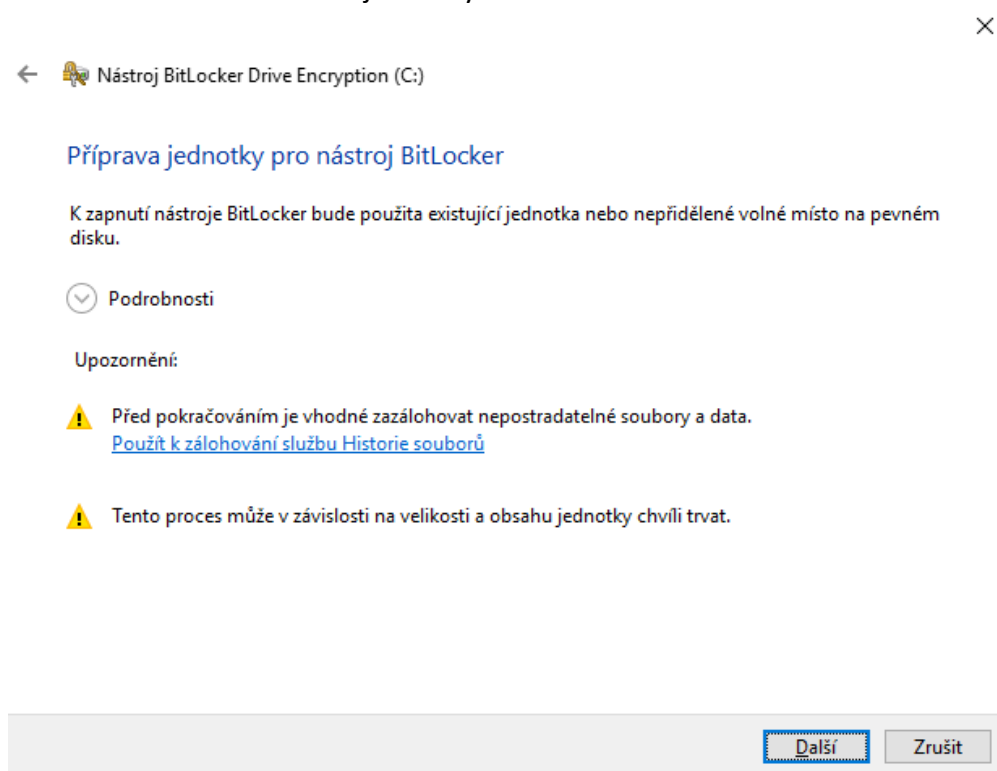 Nástroj BitLocker Drive Encryption (C:)
Příprava jednotky pro nástroj BitLocker
K zapnutí nástroje BitLocker bude použita existující jednotka nebo nepřidělené volné místo na pevném
disku.
Podrobnosti
Upozornění:
Před pokračováním je vhodné zazálohovat nepostradatelné soubory a data.
Použít k zálohování službu Historie souborů
Tento proces může v závislosti na velikosti a obsahu jednotky chvíli trvat.
Další Zrušit